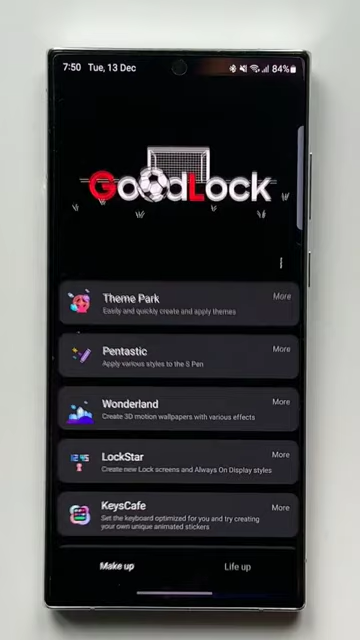 7:50 Tue, 13 Dec 84%
GoodLock
Theme Park More
Easily and quickly create and apply themes
Pentastic More
Apply various styles to the S Pen
Wonderland More
Create 3D motion wallpapers with various effects
12:45
LockStar More
Create new Lock screens and Always On Display styles
KeysCafe More
Set the keyboard optimized for you and try creating
your own unique animated stickers
Make up Life up